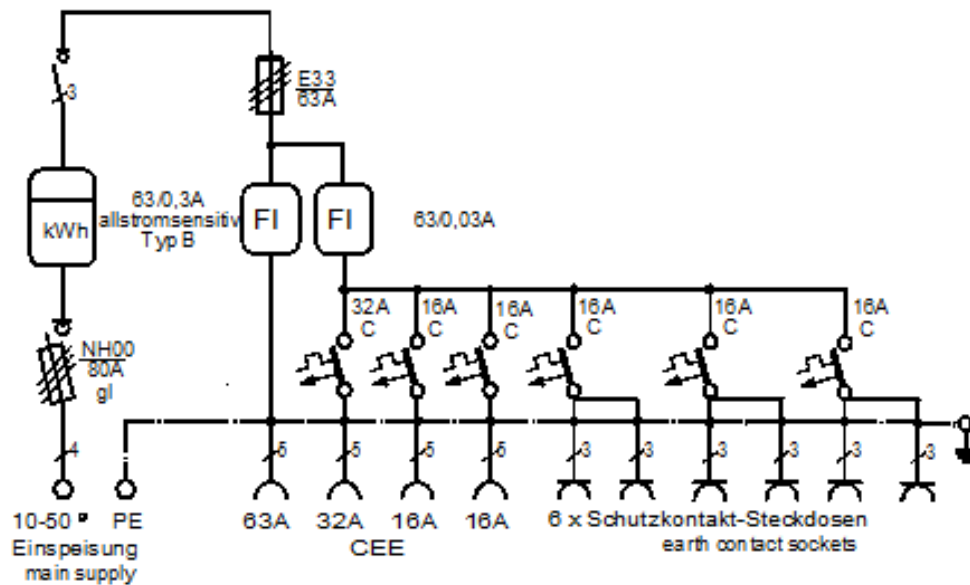 3
E33
63A
kWh
63/0,3A
allstromsensitiv
Typ B
FI
FI
63/0,03A
32A
C
16A
C
16A
C
16A
C
16A
C
16A
C
NH00
80A
gl
4
5
5
5
5
3
3
3
3
3
3
10-50 ²
PE
63A
32A
16A
16A
6 x Schutzkontakt-Steckdosen
Einspeisung
CEE
earth contact sockets
main supply